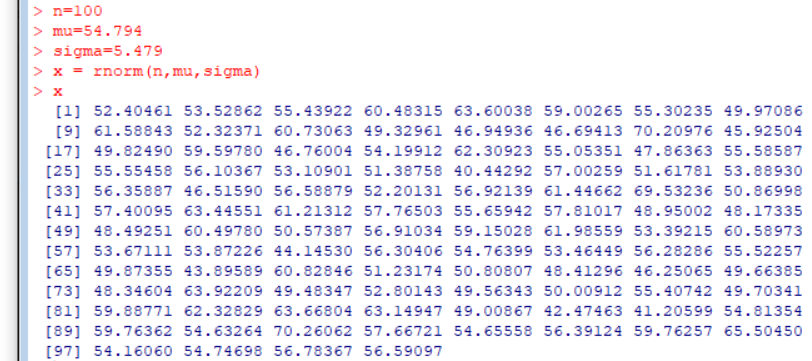 > n=100
> mu=54.794
> sigma=5.479
> x = rnorm(n,mu,sigma)
> x
[1] 52.40461 53.52862 55.43922 60.48315 63.60038 59.00265 55.30235 49.97086
[9] 61.58843 52.32371 60.73063 49.32961 46.94936 46.69413 70.20976 45.92504
[17] 49.82490 59.59780 46.76004 54.19912 62.30923 55.05351 47.86363 55.58587
[25] 55.55458 56.10367 53.10901 51.38758 40.44292 57.00259 51.61781 53.88930
[33] 56.35887 46.51590 56.58879 52.20131 56.92139 61.44662 69.53236 50.86998
[41] 57.40095 63.44551 61.21312 57.76503 55.65942 57.81017 48.95002 48.17335
[49] 48.49251 60.49780 50.57387 56.91034 59.15028 61.98559 53.39215 60.58973
[57] 53.67111 53.87226 44.14530 56.30406 54.76399 53.46449 56.28286 55.52257
[65] 49.87355 43.89589 60.82846 51.23174 50.80807 48.41296 46.25065 49.66385
[73] 48.34604 63.92209 49.48347 52.80143 49.56343 50.00912 55.40742 49.70341
[81] 59.88771 62.32829 63.66804 63.14947 49.00867 42.47463 41.20599 54.81354
[89] 59.76362 54.63264 70.26062 57.66721 54.65558 56.39124 59.76257 65.50450
[97] 54.16060 54.74698 56.78367 56.59097